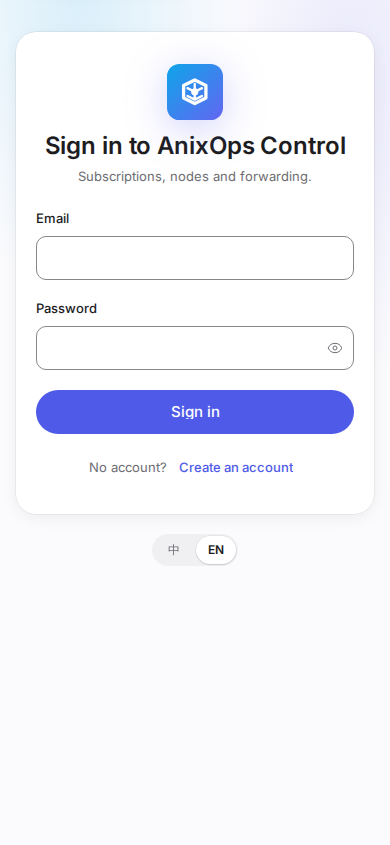 Sign in to AnixOps Control
Subscriptions, nodes and forwarding.
Email
Password
Sign in
No account? Create an account
中 EN